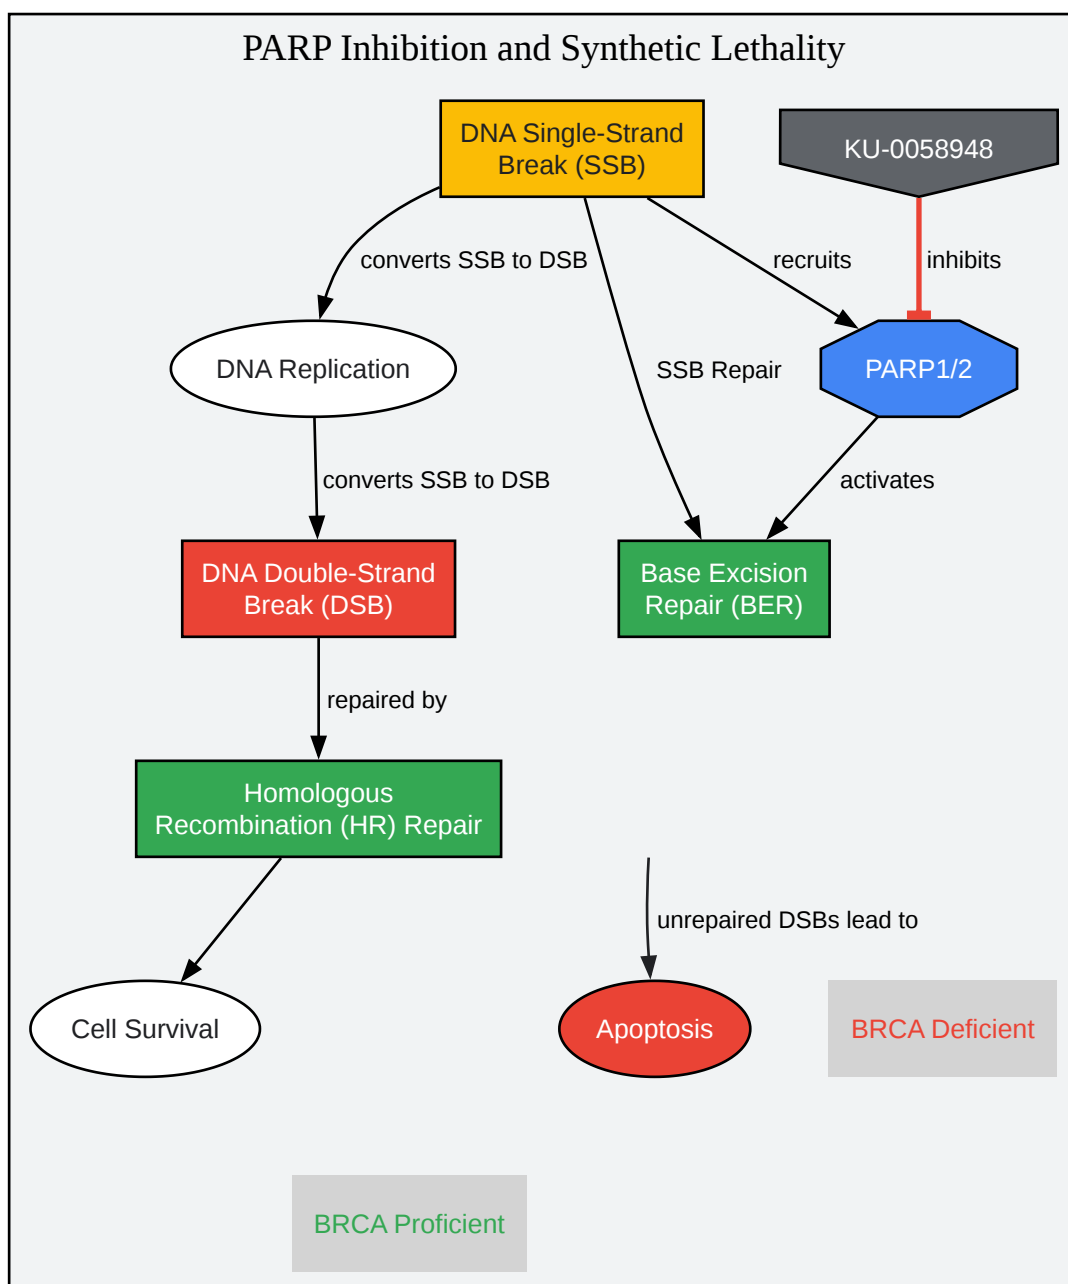 PARP Inhibition and Synthetic Lethality
DNA Single-Strand
Break (SSB)
KU-0058948
converts SSB to DSB
recruits
inhibits
DNA Replication
SSB Repair
PARP1/2
converts SSB to DSB
activates
DNA Double-Strand
Break (DSB)
Base Excision
Repair (BER)
repaired by
Homologous
Recombination (HR) Repair
unrepaired DSBs lead to
Cell Survival
Apoptosis
BRCA Deficient
BRCA Proficient